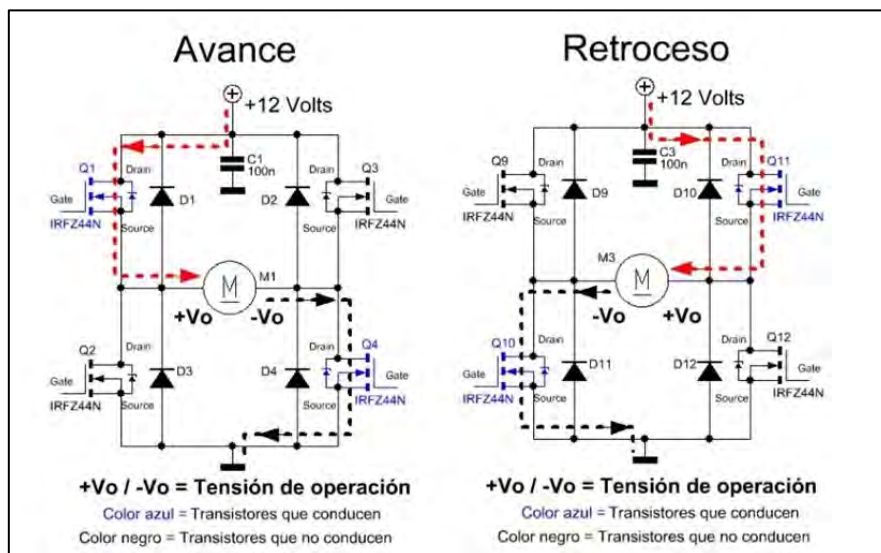 Avance
+12 Volts
C1
100n
Q1
Drain
Gate
IRFZ44N
Source
D1
D2
Q3
Drain
Gate
IRFZ44N
Source
M1
M
+Vo
-Vo
Q2
Drain
Gate
IRFZ44N
Source
D3
D4
Q4
Drain
Gate
IRFZ44N
Source
+Vo / -Vo = Tensión de operación
Color azul = Transistores que conducen
Color negro = Transistores que no conducen
Retroceso
+12 Volts
C3
100n
Q9
Drain
Gate
IRFZ44N
Source
D9
D10
Q11
Drain
Gate
IRFZ44N
Source
M3
M
-Vo
+Vo
Q10
Drain
Gate
IRFZ44N
Source
D11
D12
Q12
Drain
Gate
IRFZ44N
Source
+Vo / -Vo = Tensión de operación
Color azul = Transistores que conducen
Color negro = Transistores que no conducen